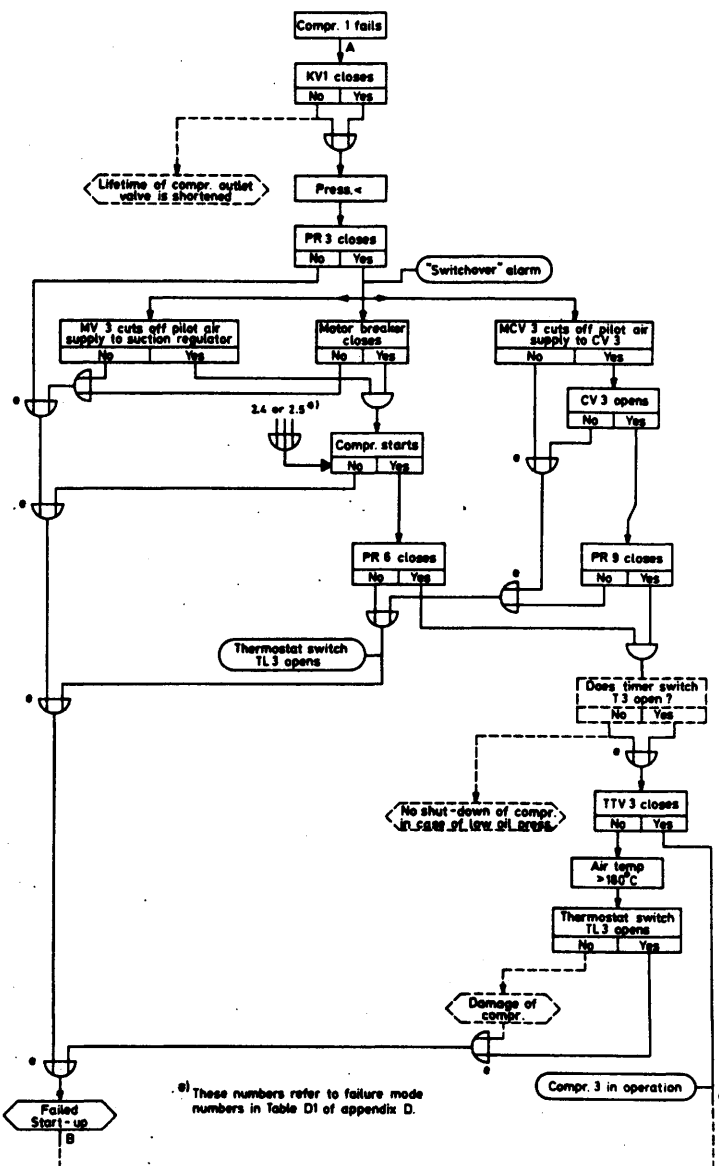 Compr. 1 fails
A
KV1 closes
No Yes
Lifetime of compr. outlet
valve is shortened
Press.<
PR 3 closes
No Yes
"Switchover" alarm
MV 3 cuts off pilot air
supply to suction regulator
No Yes
Motor breaker
closes
No Yes
MCV 3 cuts off pilot air
supply to CV 3
No Yes
CV 3 opens
No Yes
e
2.4 or 2.5 e)
e
Compr. starts
No Yes
e
PR 6 closes
No Yes
PR 9 closes
No Yes
e
Thermostat switch
TL 3 opens
e
Does timer switch
T 3 open ?
No Yes
e
No shut-down of compr.
in case of low oil press.
TTV 3 closes
No Yes
Air temp
>180°C
Thermostat switch
TL 3 opens
No Yes
Damage of
compr.
e
e
e) These numbers refer to failure mode
numbers in Table D1 of appendix D.
Compr. 3 in operation
Failed
Start-up
B